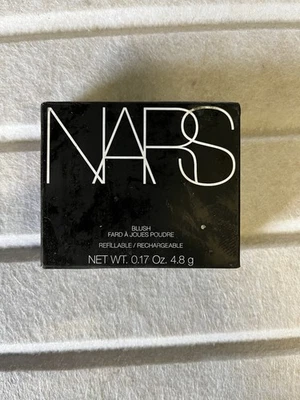 NARS
BLUSH
FARD À JOUES POUDRE
REFILLABLE / RECHARGEABLE
NET WT. 0.17 Oz. 4.8 g